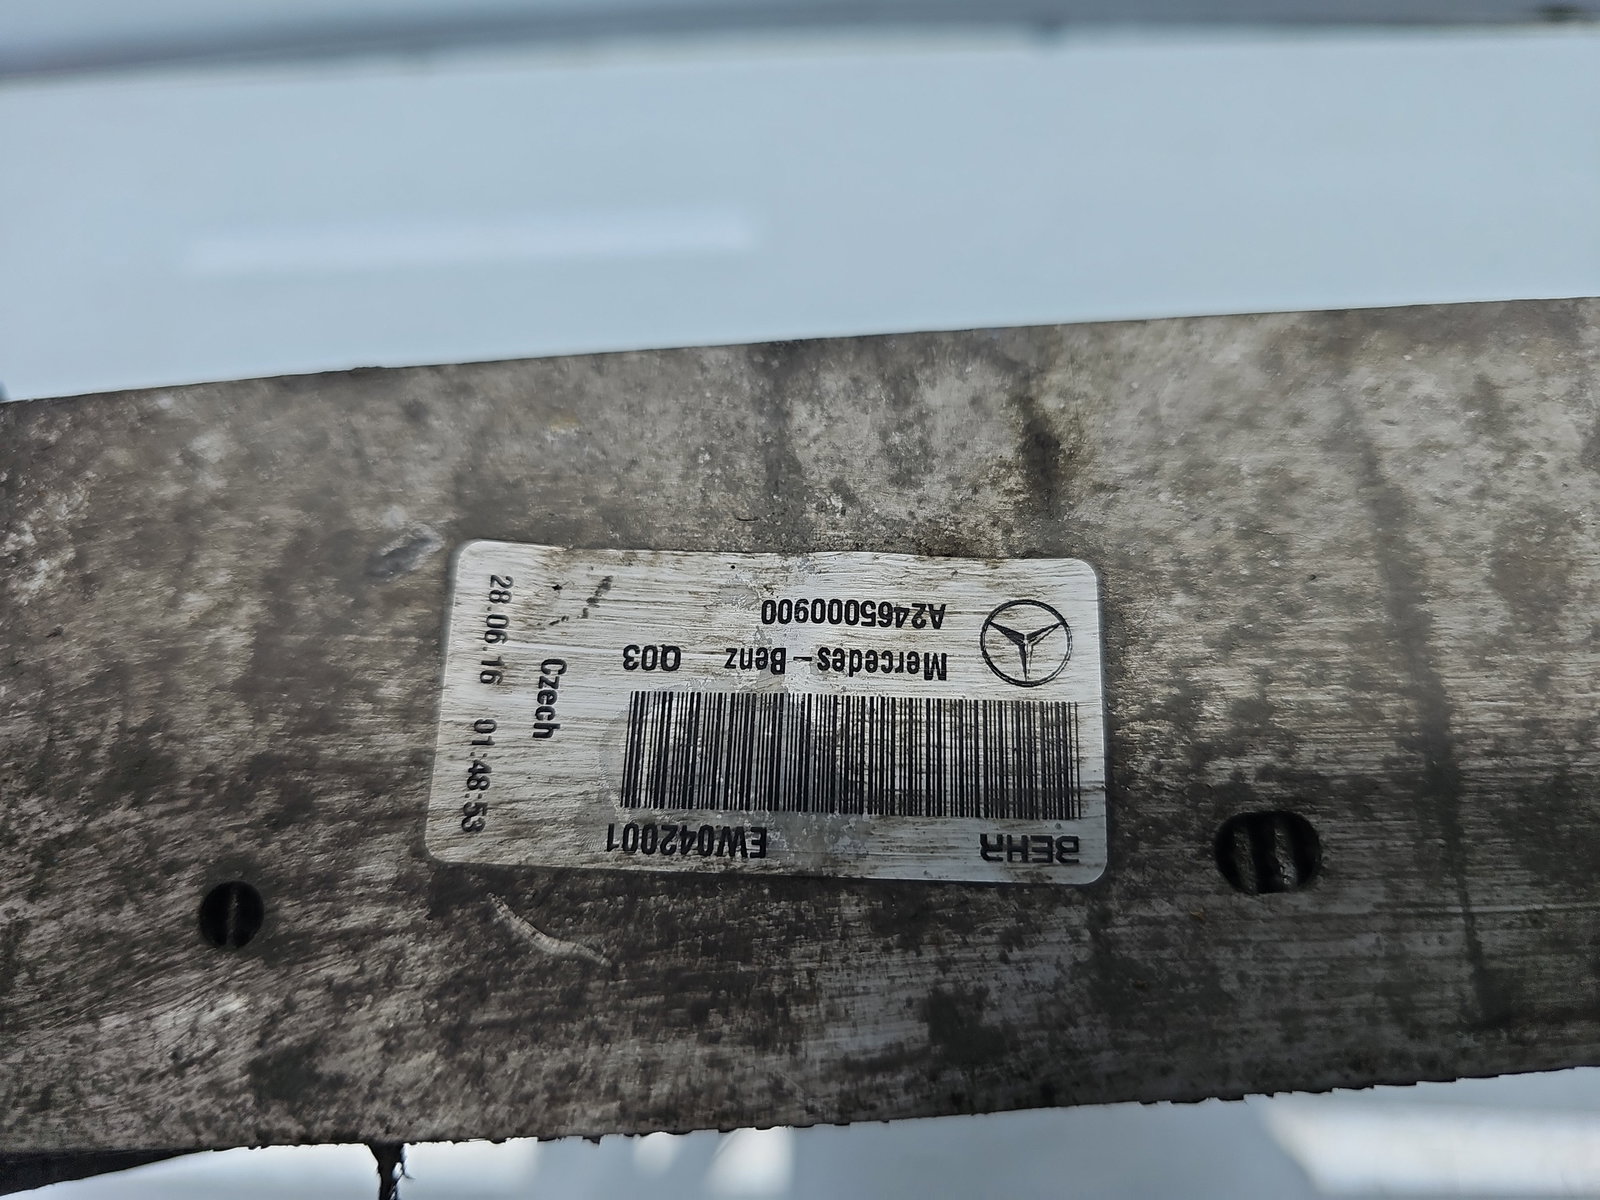 BEHR EW042001
Mercedes-Benz Q03
A2465000900
Czech
28.06.16 01:48:53